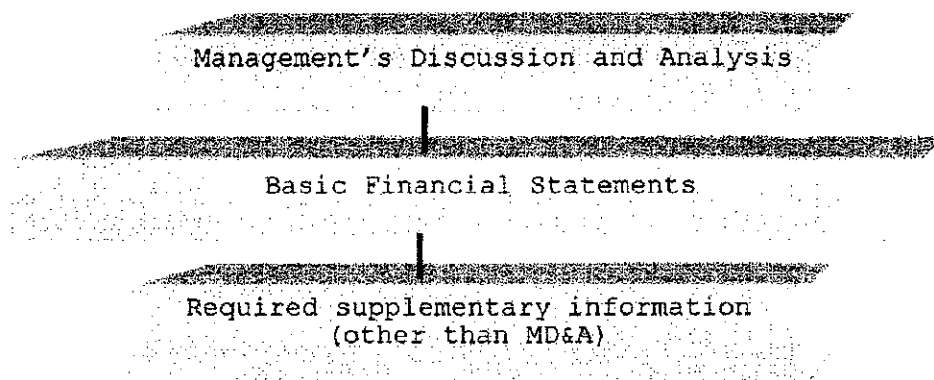 Management's Discussion and Analysis
Basic Financial Statements
Required supplementary information
(other than MD&A)